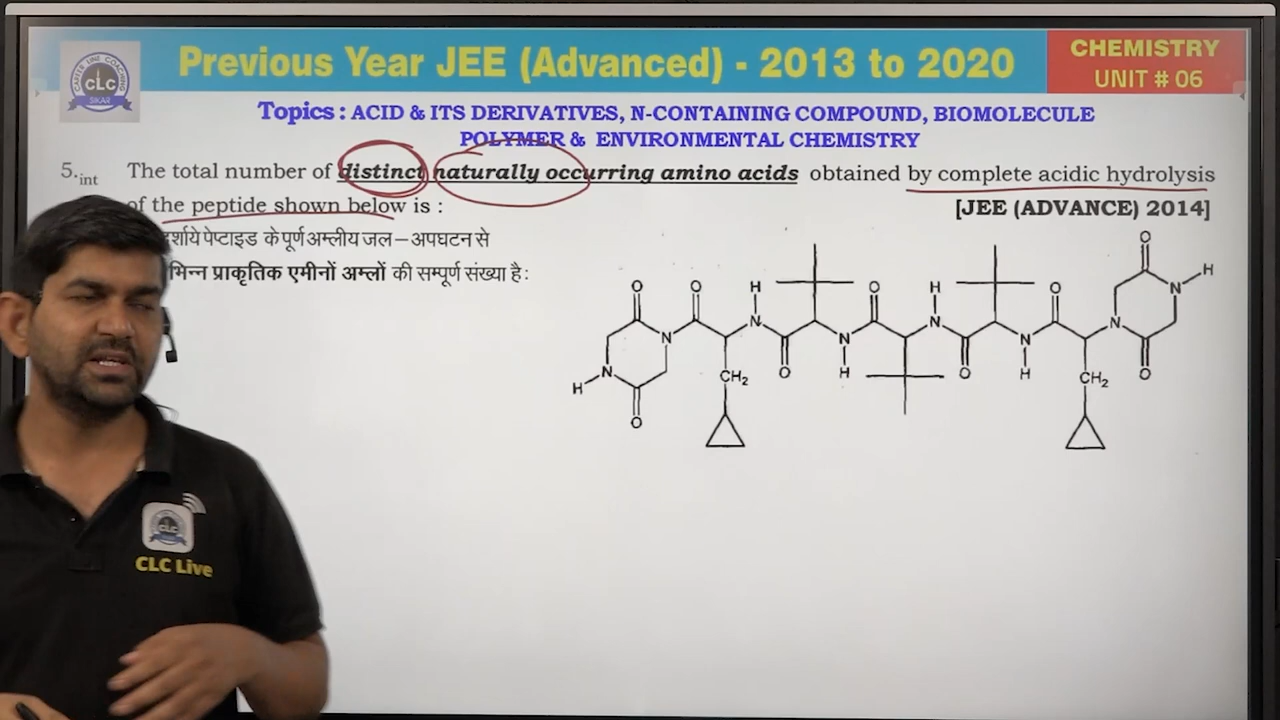 Previous Year JEE (Advanced) - 2013 to 2020
CHEMISTRY
UNIT # 06
CLC
SIKAR
Topics : ACID & ITS DERIVATIVES, N-CONTAINING COMPOUND, BIOMOLECULE
POLYMER & ENVIRONMENTAL CHEMISTRY
5.int The total number of distinct naturally occurring amino acids obtained by complete acidic hydrolysis
of the peptide shown below is :
[JEE (ADVANCE) 2014]
दर्शाये पेप्टाइड के पूर्ण अम्लीय जल – अपघटन से
भिन्न प्राकृतिक एमीनों अम्लों की सम्पूर्ण संख्या है:
O O H O H O O H
N N N N N
H N O N O N O
O H CH₂ H H CH₂
CLC Live